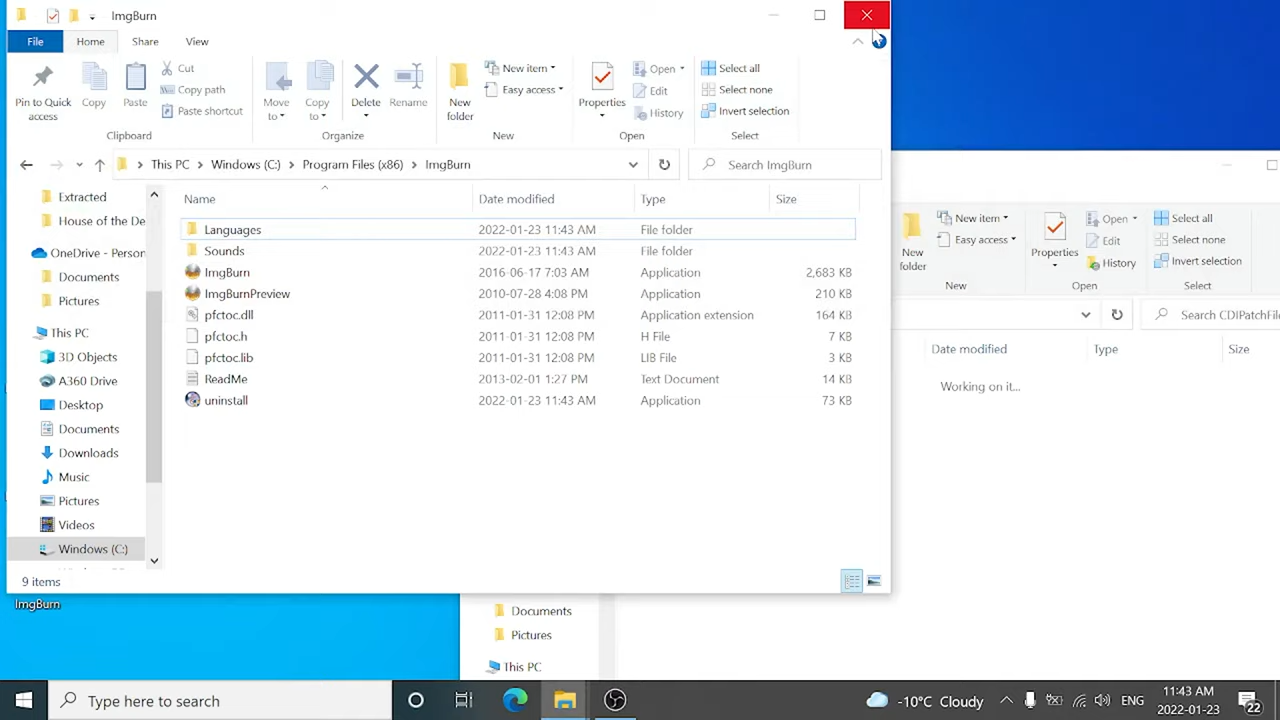 ImgBurn
File Home Share View
Pin to Quick access
Copy
Paste
Cut
Copy path
Paste shortcut
Clipboard
Move to
Copy to
Delete
Rename
Organize
New folder
New item
Easy access
New
Properties
Open
Edit
History
Open
Select all
Select none
Invert selection
Select
This PC > Windows (C:) > Program Files (x86) > ImgBurn
Search ImgBurn
Extracted
House of the De
OneDrive - Person
Documents
Pictures
This PC
3D Objects
A360 Drive
Desktop
Documents
Downloads
Music
Pictures
Videos
Windows (C:)
Name Date modified Type Size
Languages 2022-01-23 11:43 AM File folder
Sounds 2022-01-23 11:43 AM File folder
ImgBurn 2016-06-17 7:03 AM Application 2,683 KB
ImgBurnPreview 2010-07-28 4:08 PM Application 210 KB
pfctoc.dll 2011-01-31 12:08 PM Application extension 164 KB
pfctoc.h 2011-01-31 12:08 PM H File 7 KB
pfctoc.lib 2011-01-31 12:08 PM LIB File 3 KB
ReadMe 2013-02-01 1:27 PM Text Document 14 KB
uninstall 2022-01-23 11:43 AM Application 73 KB
9 items
ImgBurn
New folder
New item
Easy access
New
Properties
Open
Edit
History
Open
Select all
Select none
Invert selection
Select
Search CDIPatchFil
Date modified Type Size
Working on it...
Documents
Pictures
This PC
Type here to search
-10°C Cloudy
ENG
11:43 AM
2022-01-23
22